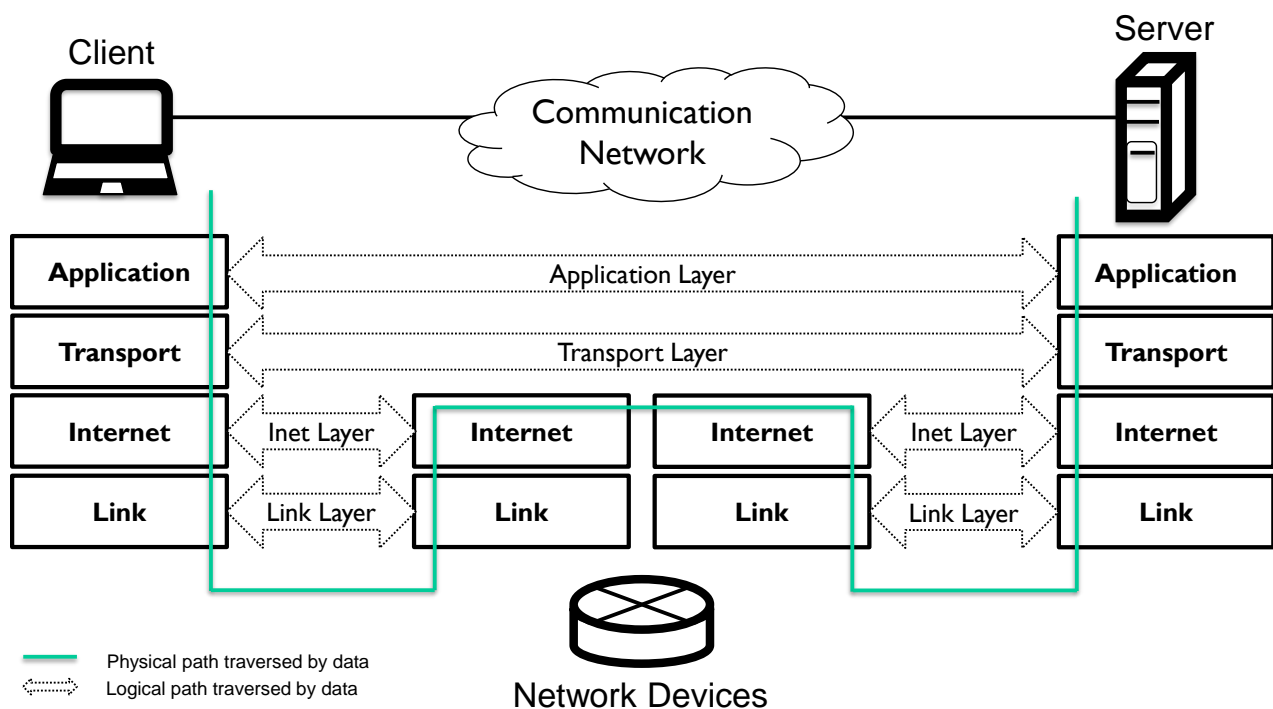 Client
Server
Communication
Network
Application
Application Layer
Application
Transport
Transport Layer
Transport
Internet
Inet Layer
Internet
Internet
Inet Layer
Internet
Link
Link Layer
Link
Link
Link Layer
Link
Physical path traversed by data
Logical path traversed by data
Network Devices